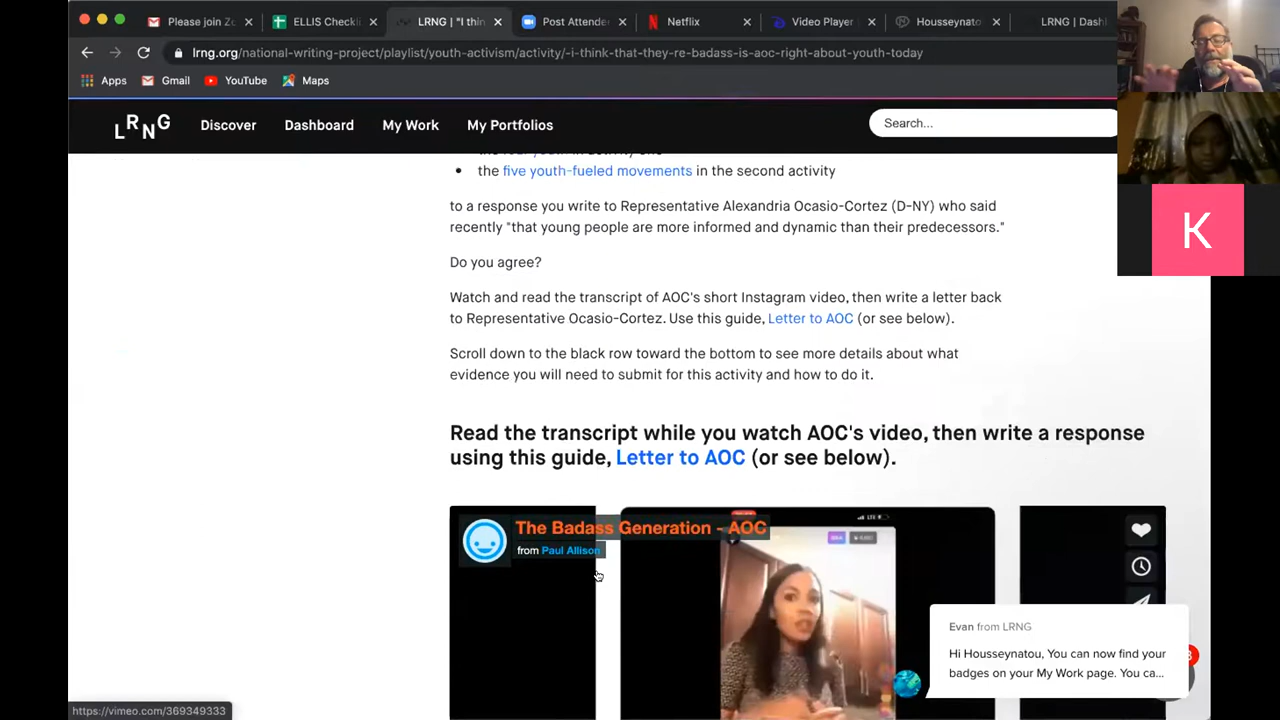 Please join Zo
ELLIS Checkli
LRNG | "I thin
Post Attende
Netflix
Video Player
Housseynato
LRNG | Dash
lrng.org/national-writing-project/playlist/youth-activism/activity/-i-think-that-they-re-badass-is-aoc-right-about-youth-today
Apps
Gmail
YouTube
Maps
LRNG
Discover
Dashboard
My Work
My Portfolios
Search...
the five youth-fueled movements in the second activity
to a response you write to Representative Alexandria Ocasio-Cortez (D-NY) who said
recently "that young people are more informed and dynamic than their predecessors."
Do you agree?
Watch and read the transcript of AOC's short Instagram video, then write a letter back
to Representative Ocasio-Cortez. Use this guide, Letter to AOC (or see below).
Scroll down to the black row toward the bottom to see more details about what
evidence you will need to submit for this activity and how to do it.
Read the transcript while you watch AOC's video, then write a response
using this guide, Letter to AOC (or see below).
The Badass Generation - AOC
from Paul Allison
Evan from LRNG
Hi Housseynatou, You can now find your
badges on your My Work page. You ca...
https://vimeo.com/369349333
K